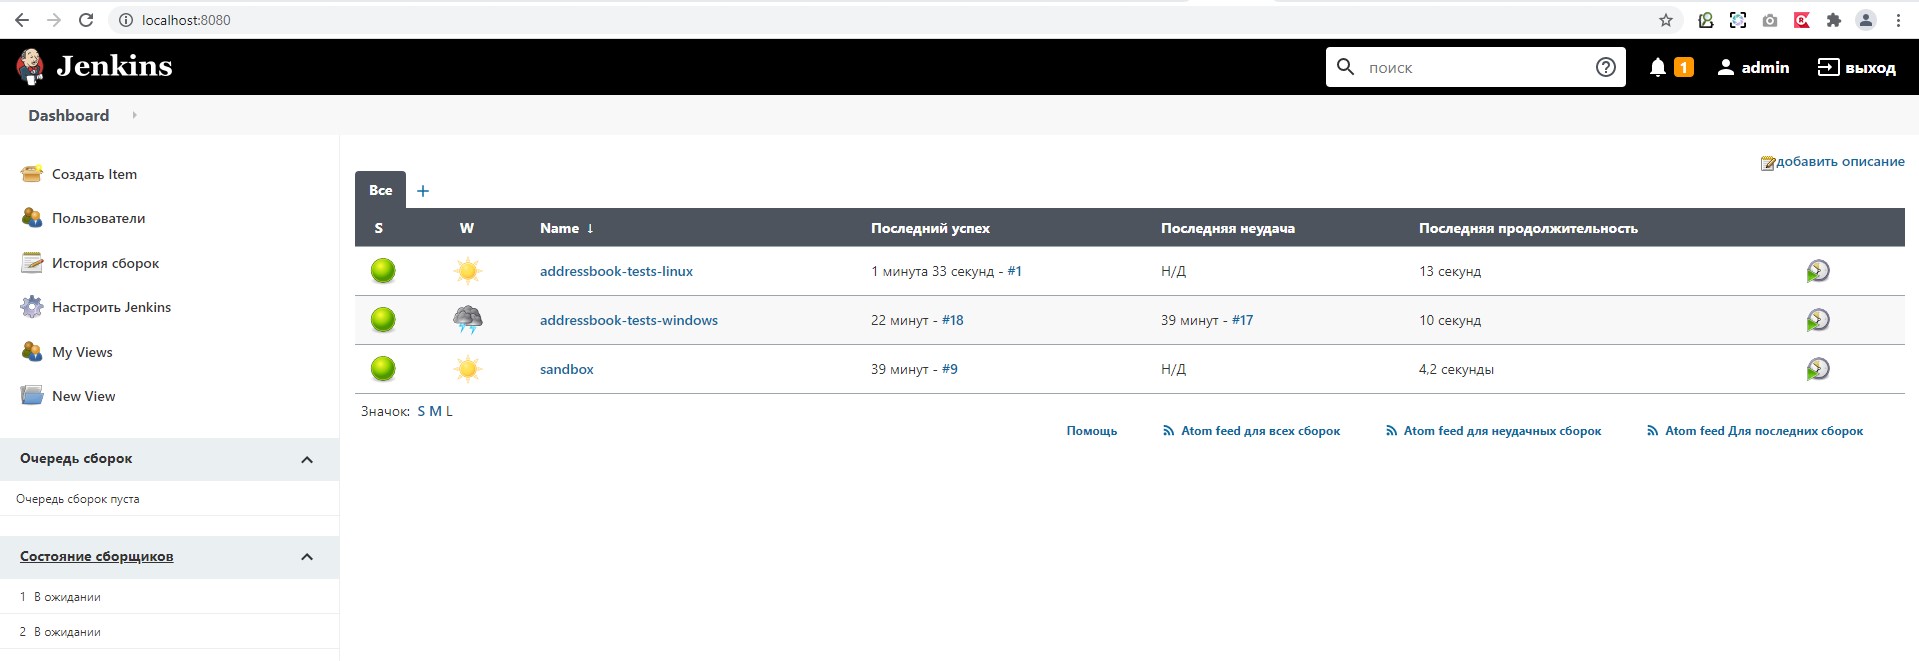 localhost:8080
Jenkins
поиск
1
admin
выход
Dashboard
Создать Item
Пользователи
История сборок
Настроить Jenkins
My Views
New View
Очередь сборок
Очередь сборок пуста
Состояние сборщиков
1 В ожидании
2 В ожидании
добавить описание
Все +
S W Name ↓ Последний успех Последняя неудача Последняя продолжительность
addressbook-tests-linux 1 минута 33 секунд - #1 Н/Д 13 секунд
addressbook-tests-windows 22 минут - #18 39 минут - #17 10 секунд
sandbox 39 минут - #9 Н/Д 4,2 секунды
Значок: S M L
Помощь Atom feed для всех сборок Atom feed для неудачных сборок Atom feed Для последних сборок